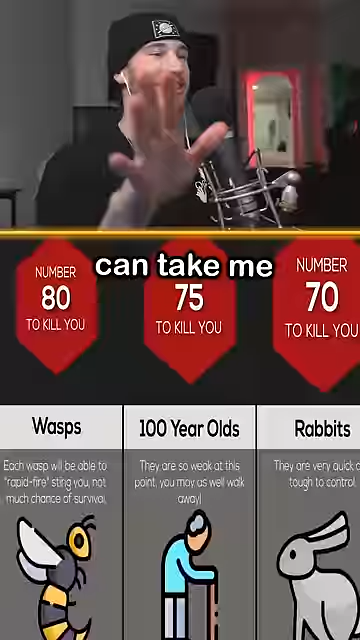 can take me
NUMBER
80
TO KILL YOU
NUMBER
75
TO KILL YOU
NUMBER
70
TO KILL YOU
Wasps
Each wasp will be able to
"rapid-fire" sting you, not
much chance of survival.
100 Year Olds
They are so weak at this
point, you may as well walk
away!
Rabbits
They are very quick a
tough to control.